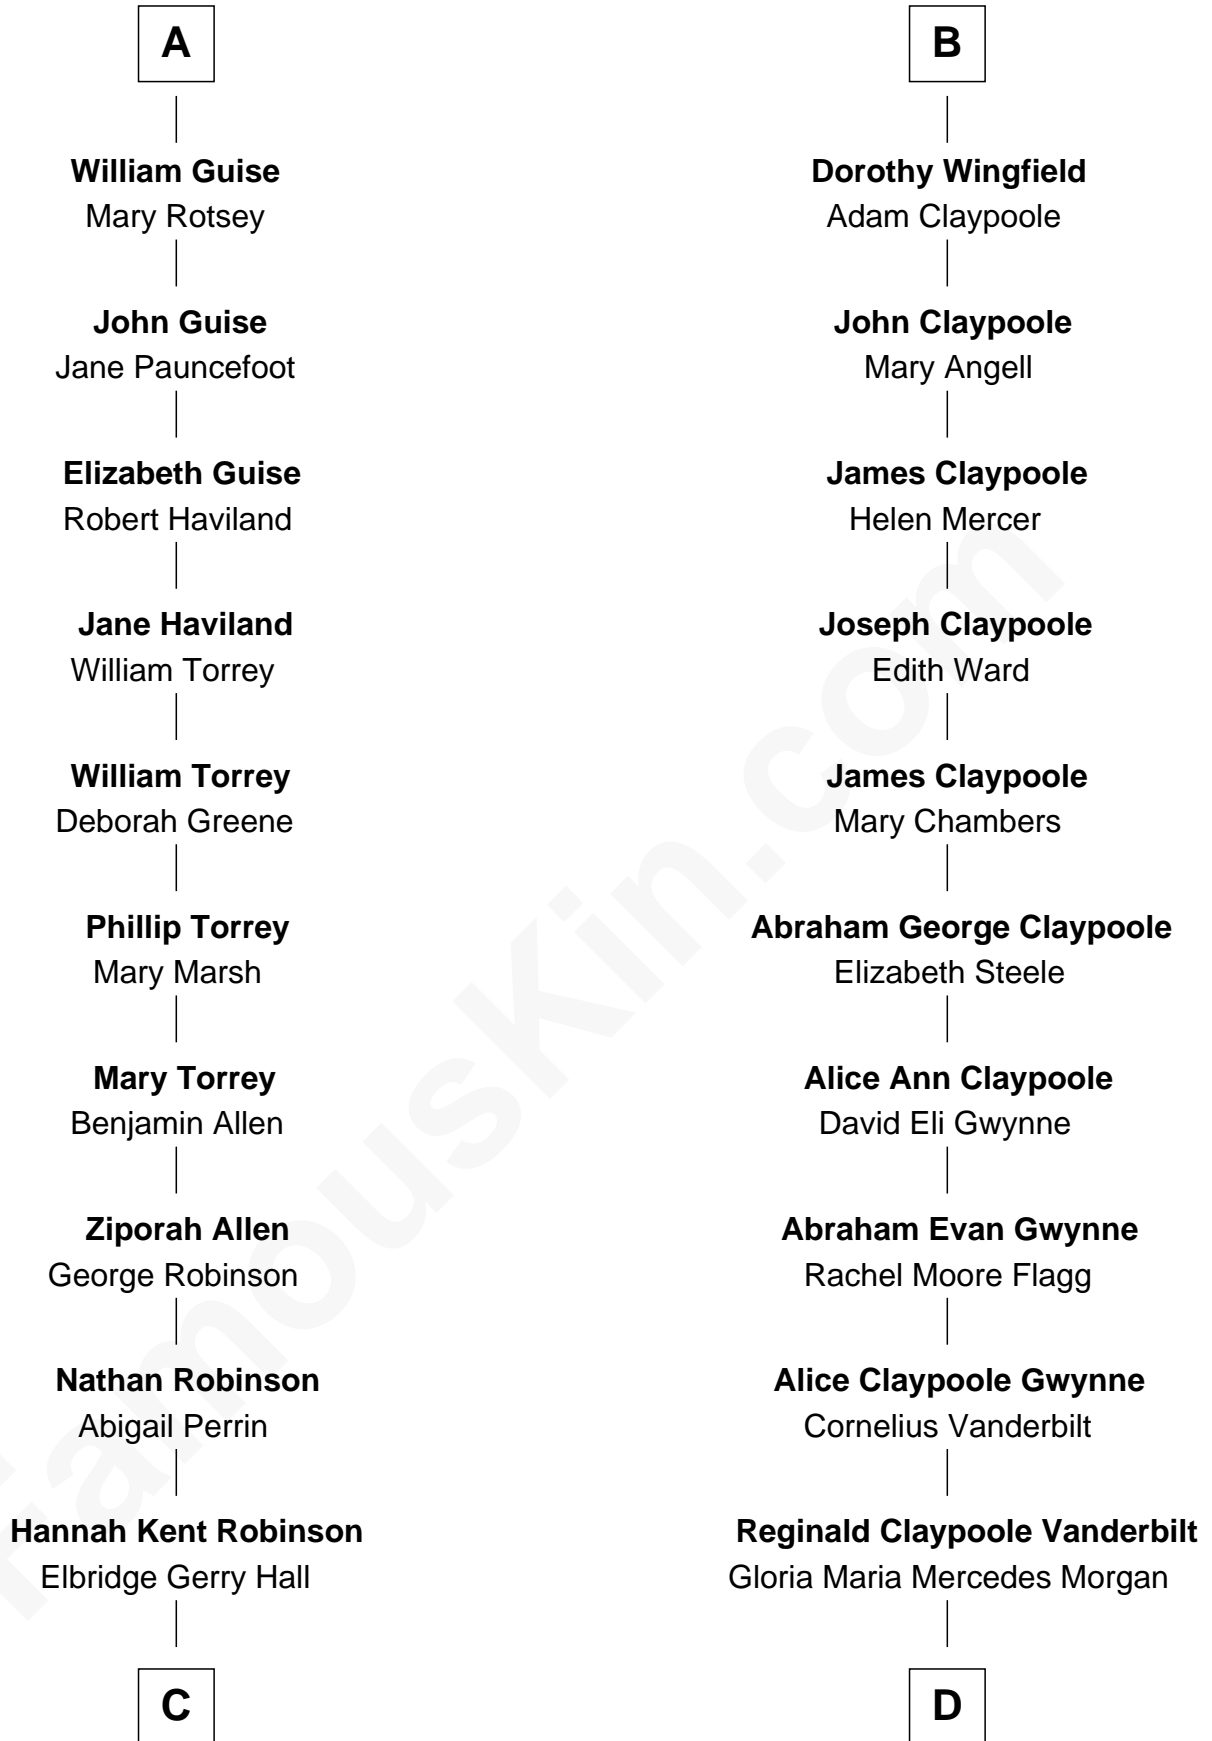 A
William Guise
Mary Rotsey
John Guise
Jane Pauncefoot
Elizabeth Guise
Robert Haviland
Jane Haviland
William Torrey
William Torrey
Deborah Greene
Phillip Torrey
Mary Marsh
Mary Torrey
Benjamin Allen
Ziporah Allen
George Robinson
Nathan Robinson
Abigail Perrin
Hannah Kent Robinson
Elbridge Gerry Hall
C
B
Dorothy Wingfield
Adam Claypoole
John Claypoole
Mary Angell
James Claypoole
Helen Mercer
Joseph Claypoole
Edith Ward
James Claypoole
Mary Chambers
Abraham George Claypoole
Elizabeth Steele
Alice Ann Claypoole
David Eli Gwynne
Abraham Evan Gwynne
Rachel Moore Flagg
Alice Claypoole Gwynne
Cornelius Vanderbilt
Reginald Claypoole Vanderbilt
Gloria Maria Mercedes Morgan
D
FamousKin.com